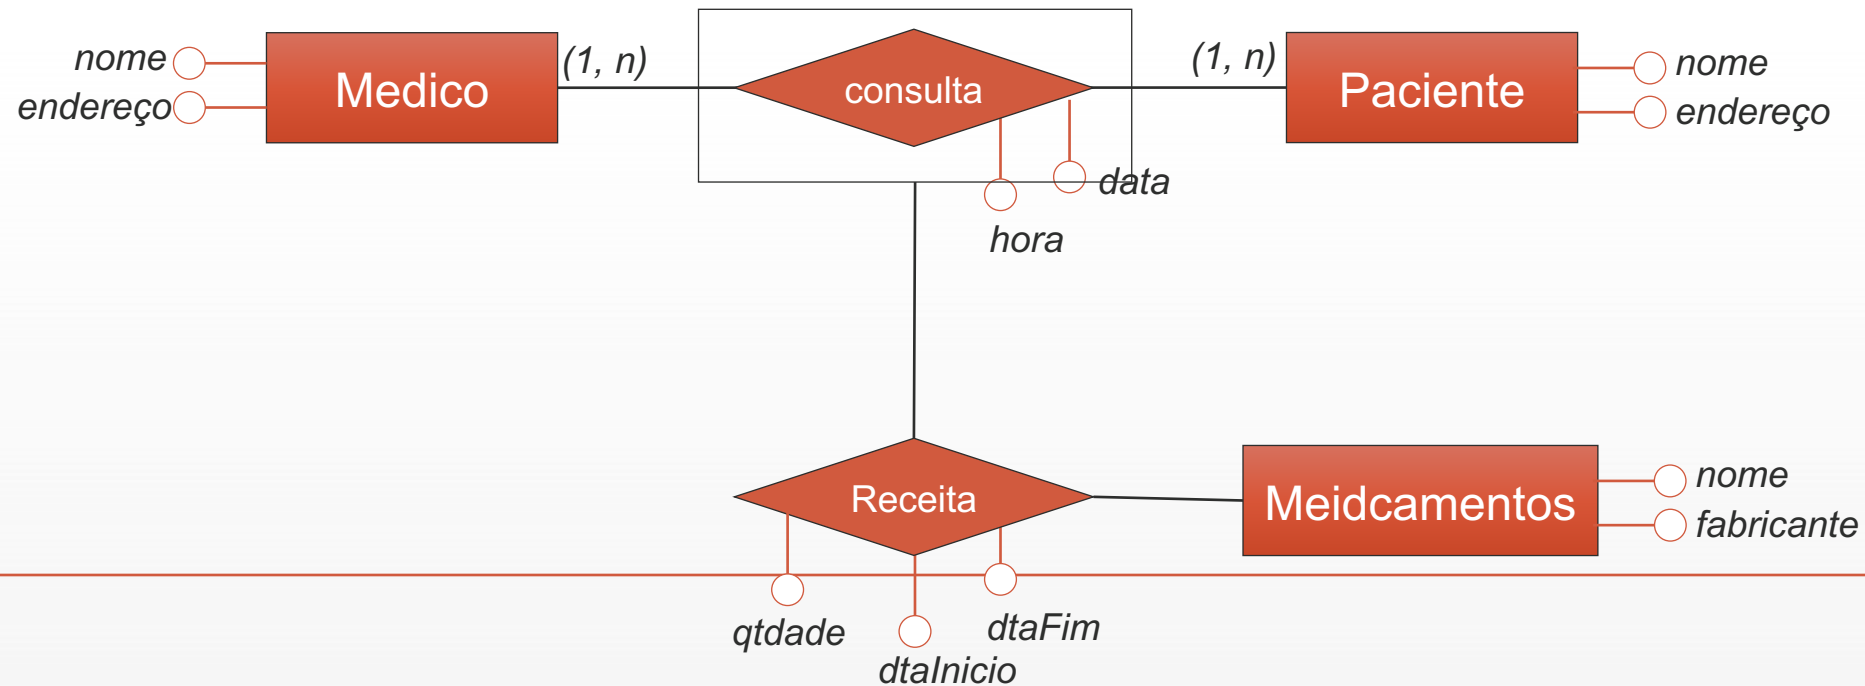 nome
endereço
Medico
(1, n)
consulta
(1, n)
Paciente
nome
endereço
data
hora
Receita
Meidcamentos
nome
fabricante
qtdade
dtaInicio
dtaFim